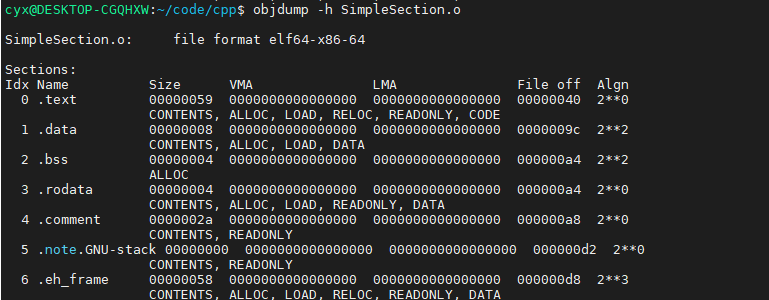 cyx@DESKTOP-CGQHXW:~/code/cpp$ objdump -h SimpleSection.o
SimpleSection.o:     file format elf64-x86-64
Sections:
Idx Name          Size      VMA               LMA               File off  Algn
  0 .text         00000059  0000000000000000  0000000000000000  00000040  2**0
                  CONTENTS, ALLOC, LOAD, RELOC, READONLY, CODE
  1 .data         00000008  0000000000000000  0000000000000000  0000009c  2**2
                  CONTENTS, ALLOC, LOAD, DATA
  2 .bss          00000004  0000000000000000  0000000000000000  000000a4  2**2
                  ALLOC
  3 .rodata       00000004  0000000000000000  0000000000000000  000000a4  2**0
                  CONTENTS, ALLOC, LOAD, READONLY, DATA
  4 .comment      0000002a  0000000000000000  0000000000000000  000000a8  2**0
                  CONTENTS, READONLY
  5 .note.GNU-stack 00000000  0000000000000000  0000000000000000  000000d2  2**0
                  CONTENTS, READONLY
  6 .eh_frame     00000058  0000000000000000  0000000000000000  000000d8  2**3
                  CONTENTS, ALLOC, LOAD, RELOC, READONLY, DATA